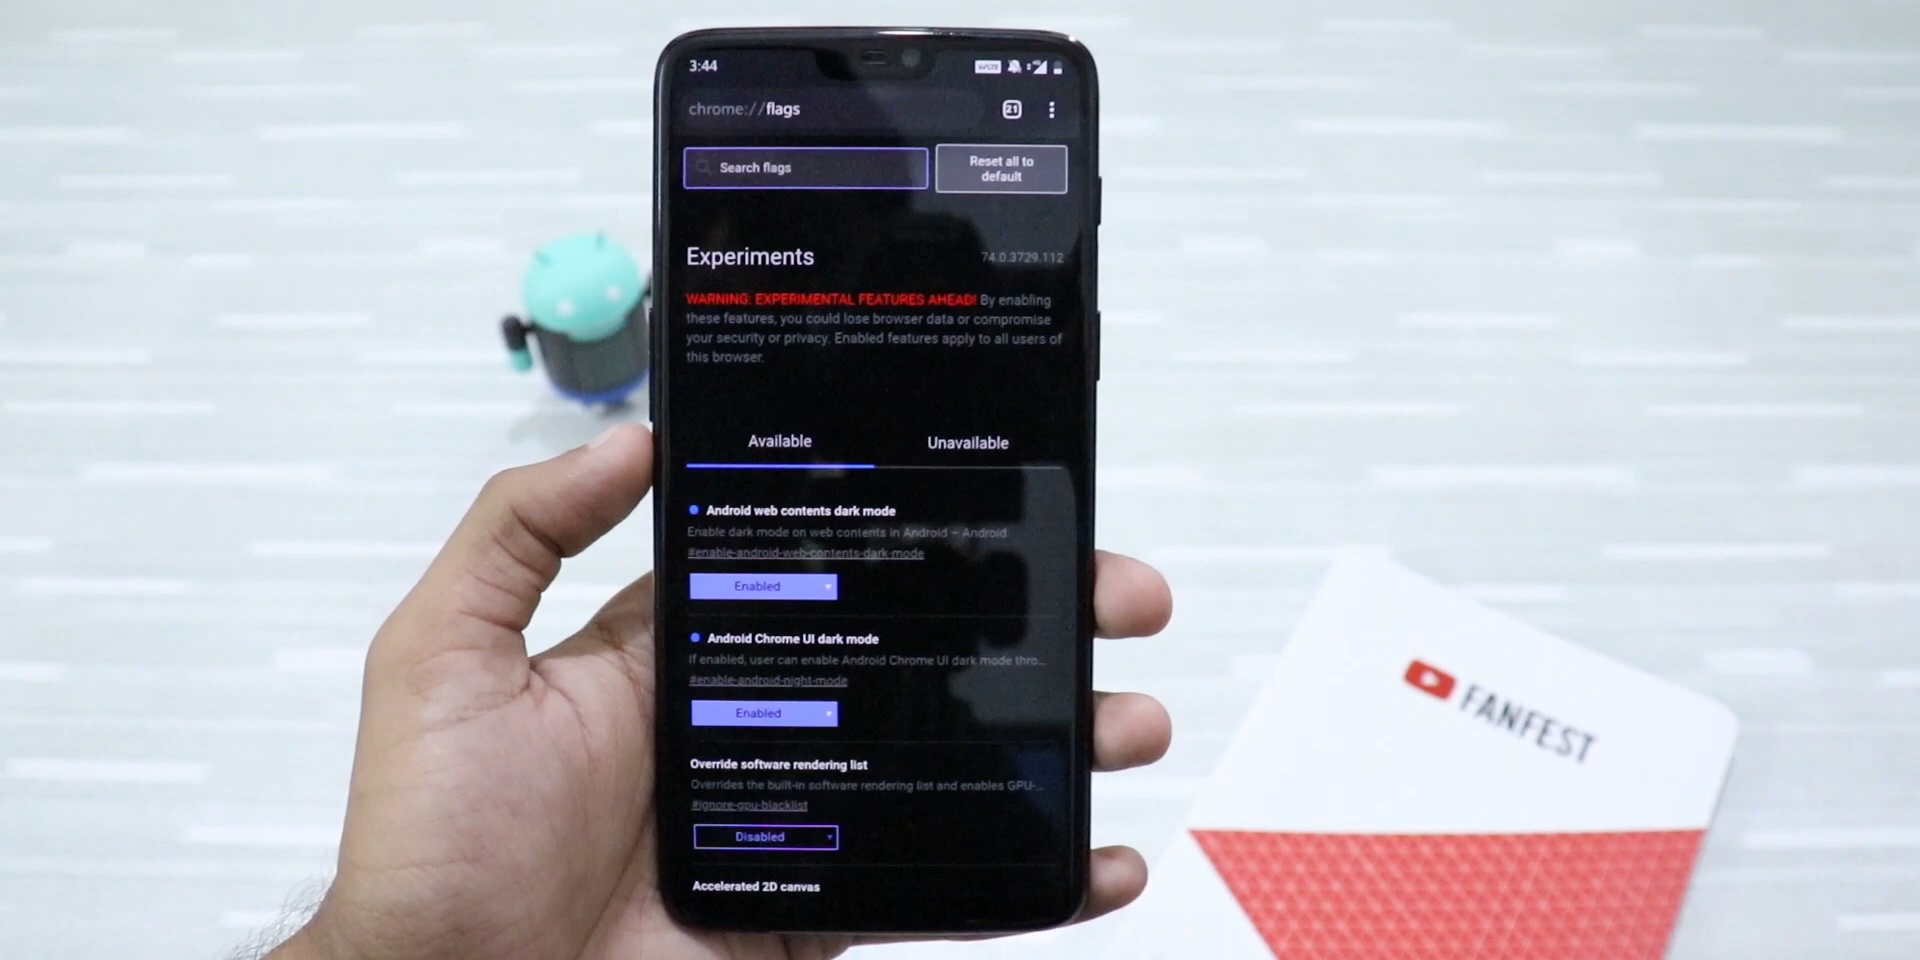 3:44
VoLTE
4G
chrome://flags
21
Search flags
Reset all to
default
Experiments
74.0.3729.112
WARNING: EXPERIMENTAL FEATURES AHEAD! By enabling
these features, you could lose browser data or compromise
your security or privacy. Enabled features apply to all users of
this browser.
Available
Unavailable
Android web contents dark mode
Enable dark mode on web contents in Android – Android
#enable-android-web-contents-dark-mode
Enabled
Android Chrome UI dark mode
If enabled, user can enable Android Chrome UI dark mode thro...
#enable-android-night-mode
Enabled
Override software rendering list
Overrides the built-in software rendering list and enables GPU-...
#ignore-gpu-blacklist
Disabled
Accelerated 2D canvas
FANFEST